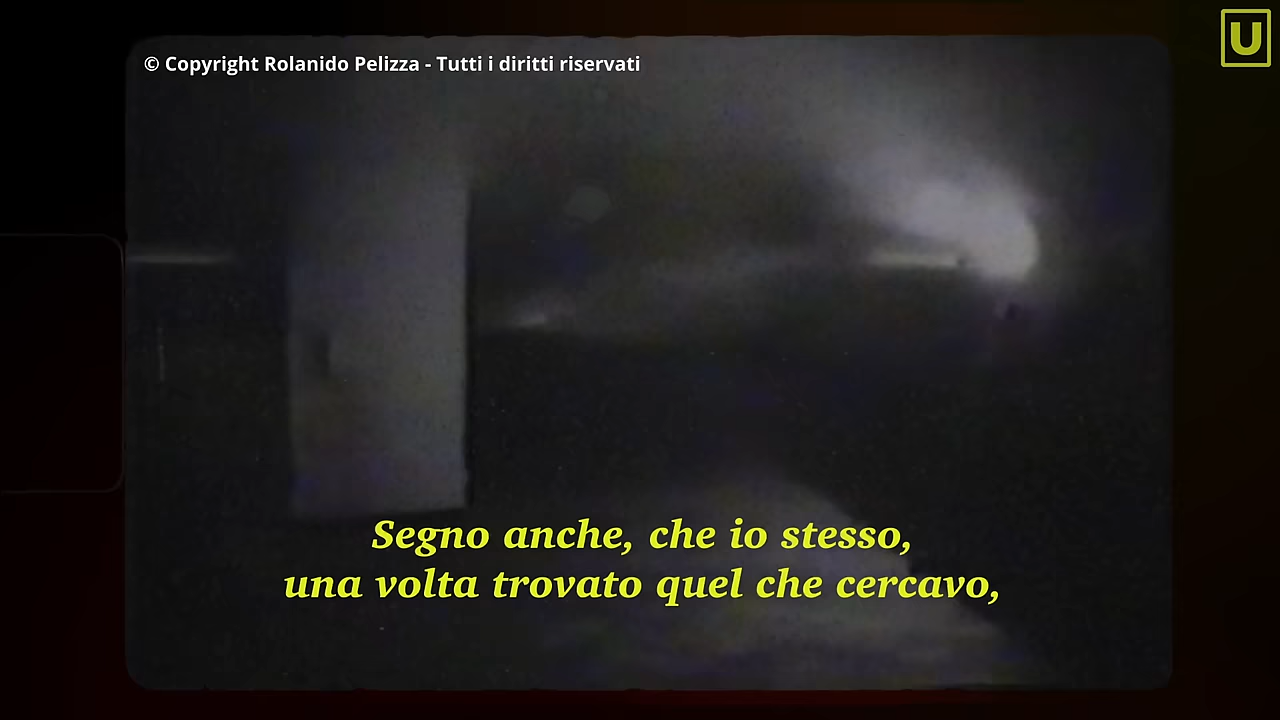 U
© Copyright Rolanido Pelizza - Tutti i diritti riservati
Segno anche, che io stesso,
una volta trovato quel che cercavo,